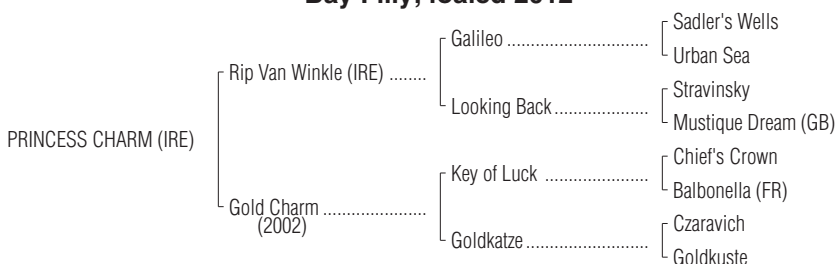 Bay Filly; foaled 2012
Sadler's Wells
Galileo ..............................
Urban Sea
Rip Van Winkle (IRE) ........
Stravinsky
Looking Back....................
Mustique Dream (GB)
PRINCESS CHARM (IRE)
Chief's Crown
Key of Luck ......................
Balbonella (FR)
Gold Charm ......................
(2002)
Czaravich
Goldkatze..........................
Goldkuste